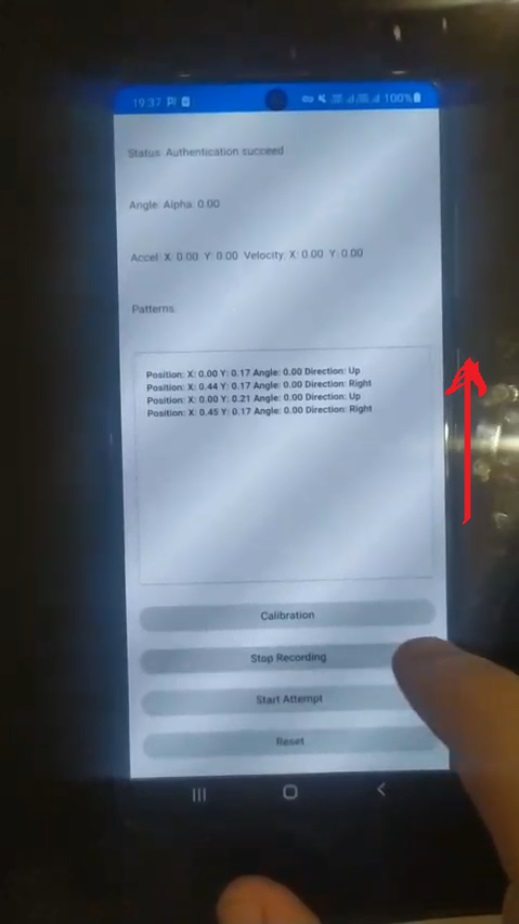 19:37 100%
Status: Authentication succeed
Angle: Alpha: 0.00
Accel: X: 0.00 Y: 0.00 Velocity: X: 0.00 Y: 0.00
Patterns:
Position: X: 0.00 Y: 0.17 Angle: 0.00 Direction: Up
Position: X: 0.44 Y: 0.17 Angle: 0.00 Direction: Right
Position: X: 0.00 Y: 0.21 Angle: 0.00 Direction: Up
Position: X: 0.45 Y: 0.17 Angle: 0.00 Direction: Right
Calibration
Stop Recording
Start Attempt
Reset